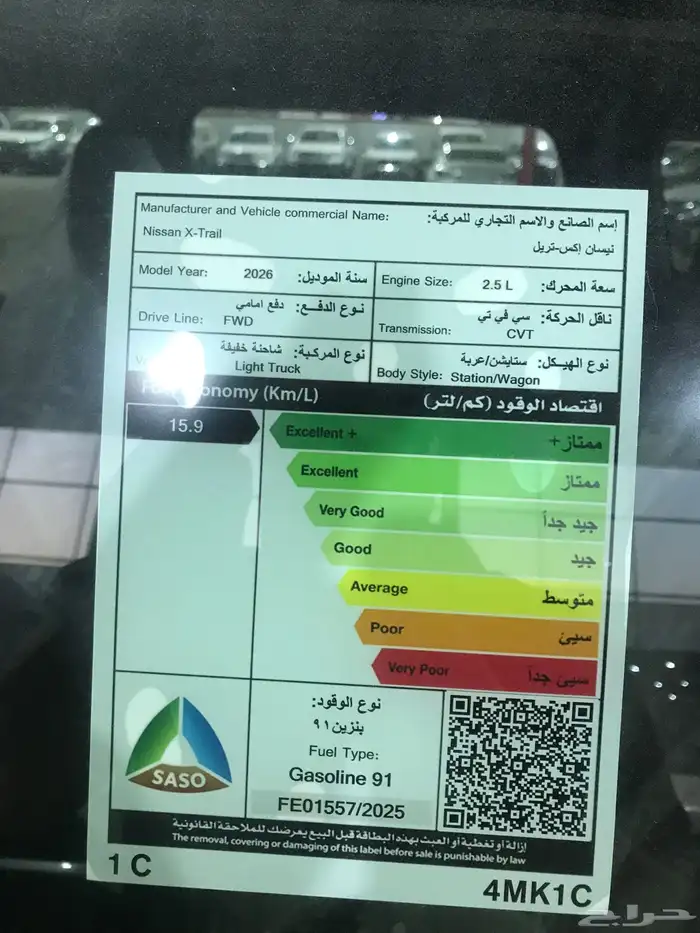 Manufacturer and Vehicle commercial Name: إسم الصانع والاسم التجاري للمركبة:
Nissan X-Trail نيسان إكس-تريل
Model Year: 2026 سنة الموديل: Engine Size: 2.5 L سعة المحرك:
Drive Line: FWD دفع امامي نوع الدفع: Transmission: CVT سي في تي ناقل الحركة:
Light Truck شاحنة خفيفة نوع المركبة: Body Style: Station/Wagon ستايشن/عربة نوع الهيكل:
(Km/L) اقتصاد الوقود (كم/لتر)
15.9
Excellent + ممتاز+
Excellent ممتاز
Very Good جيد جداً
Good جيد
Average متوسط
Poor سيئ
Very Poor سيئ جداً
SASO
نوع الوقود:
بنزين ٩١
Fuel Type:
Gasoline 91
FE01557/2025
إزالة أو تغطية أو العبث بهذه البطاقة قبل البيع يعرضك للملاحقة القانونية
The removal, covering or damaging of this label before sale is punishable by law
1 C 4MK1C
حراج